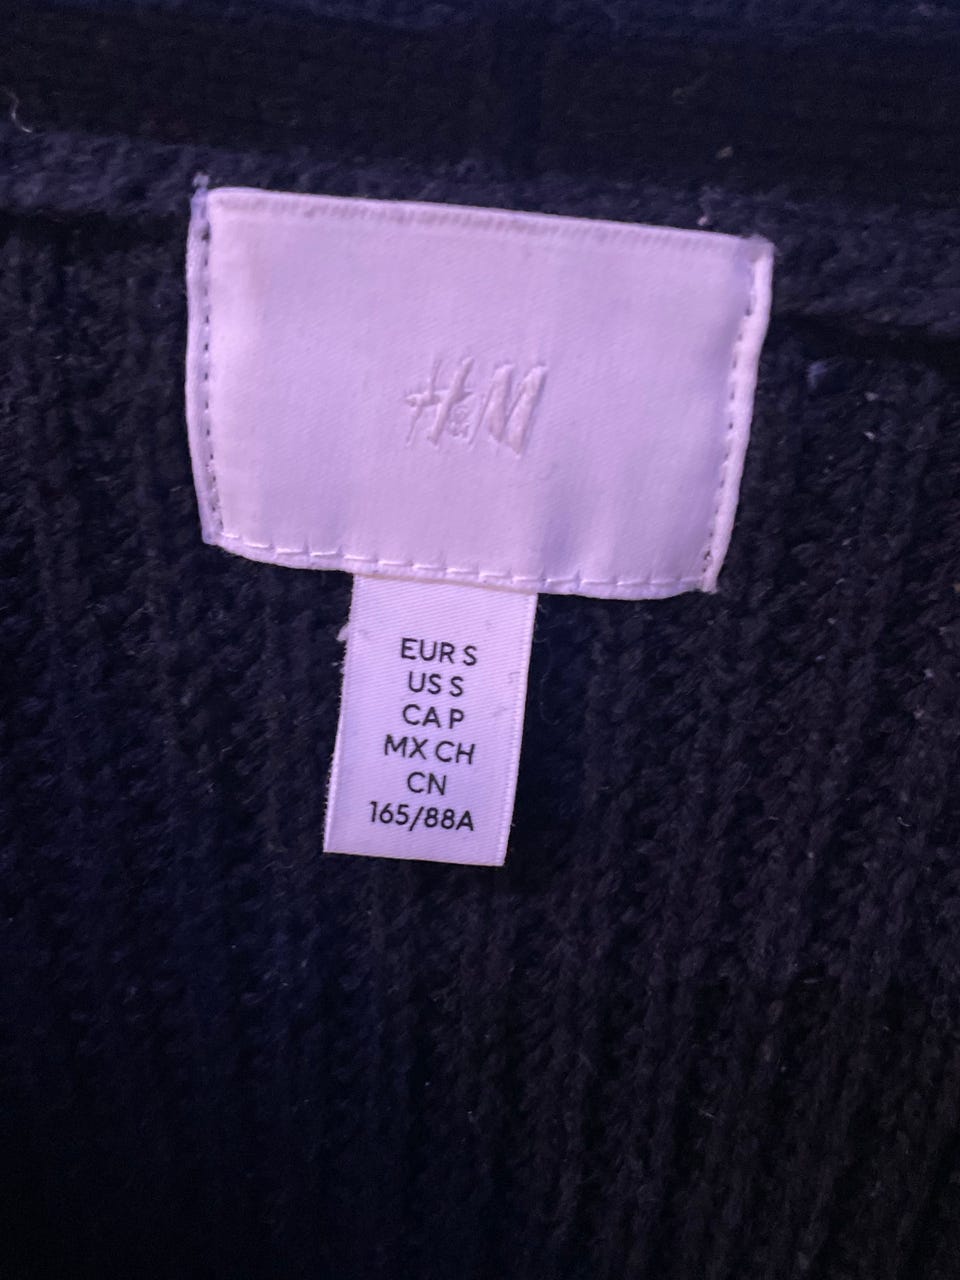 H&M
EUR S
US S
CA P
MX CH
CN
165/88A